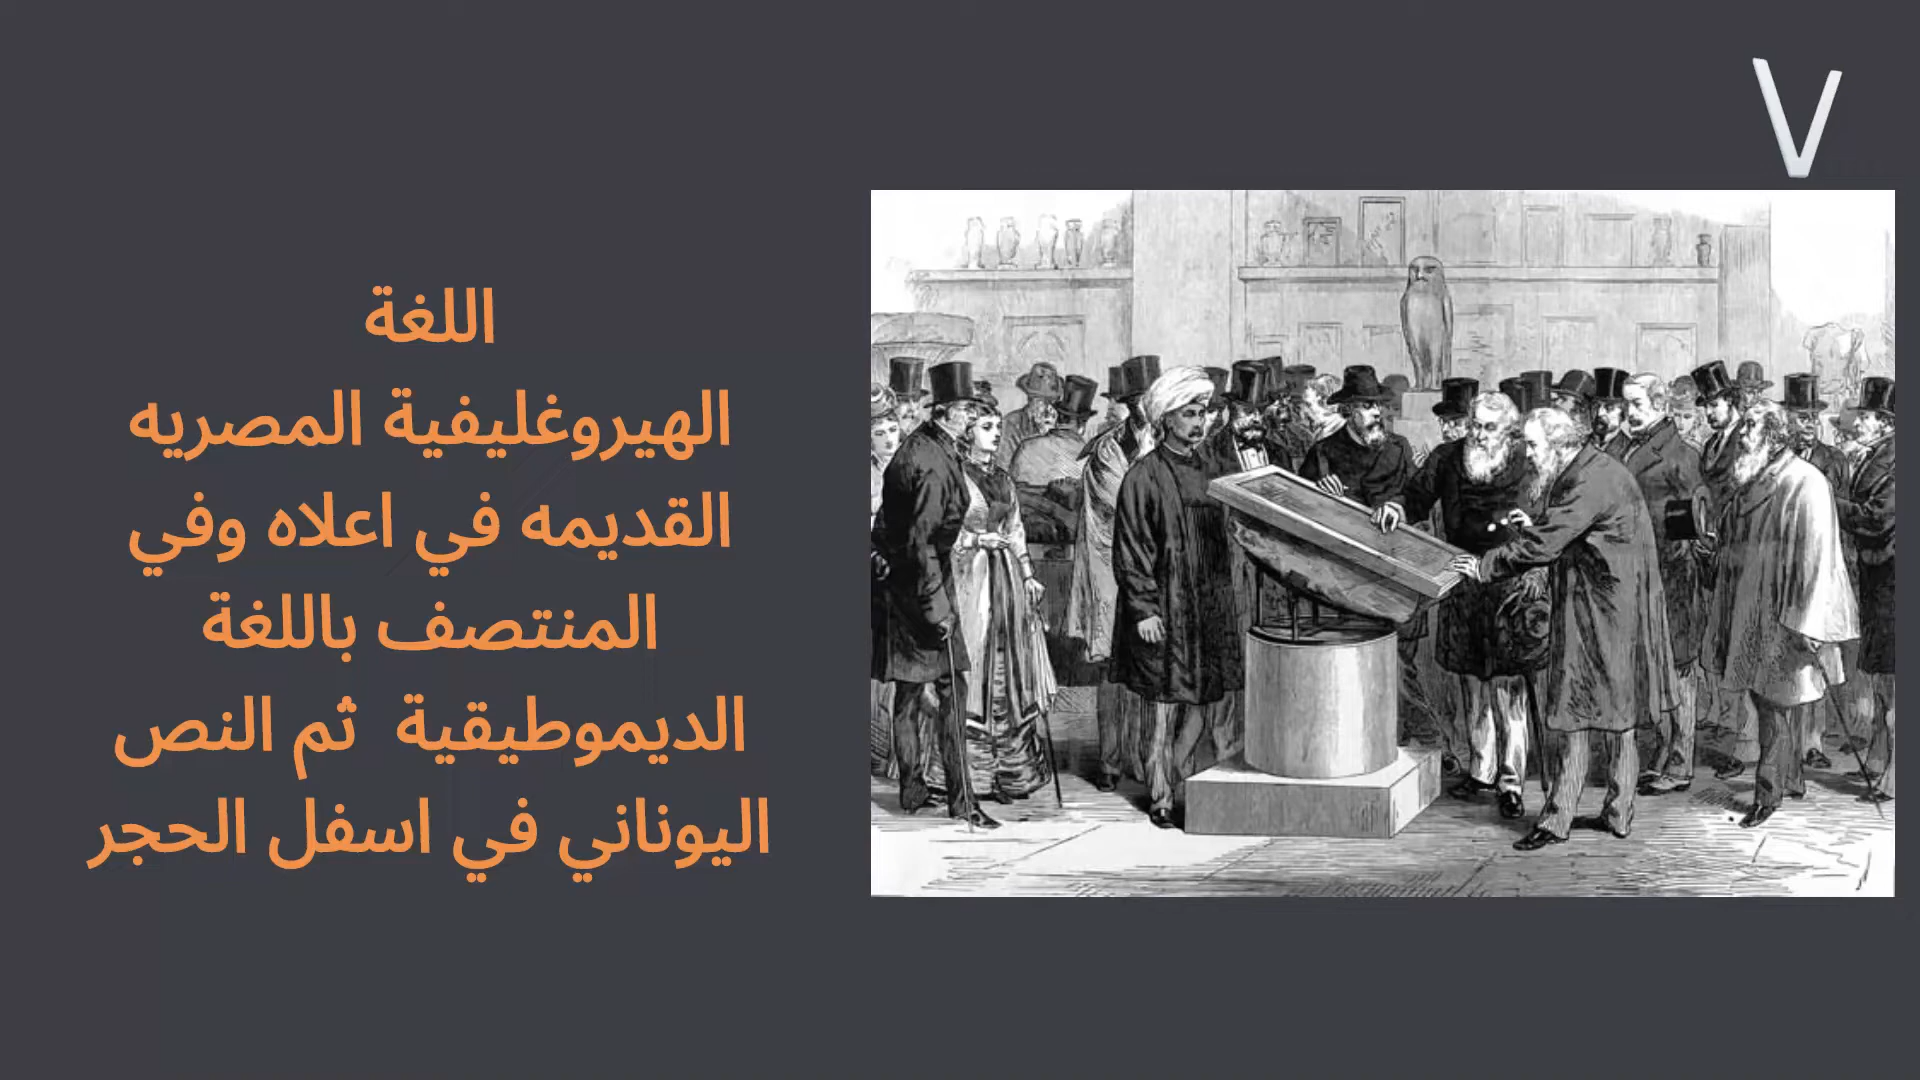 V
اللغة
الهيروغليفية المصريه
القديمه في اعلاه وفي
المنتصف باللغة
الديموطيقية ثم النص
اليوناني في اسفل الحجر